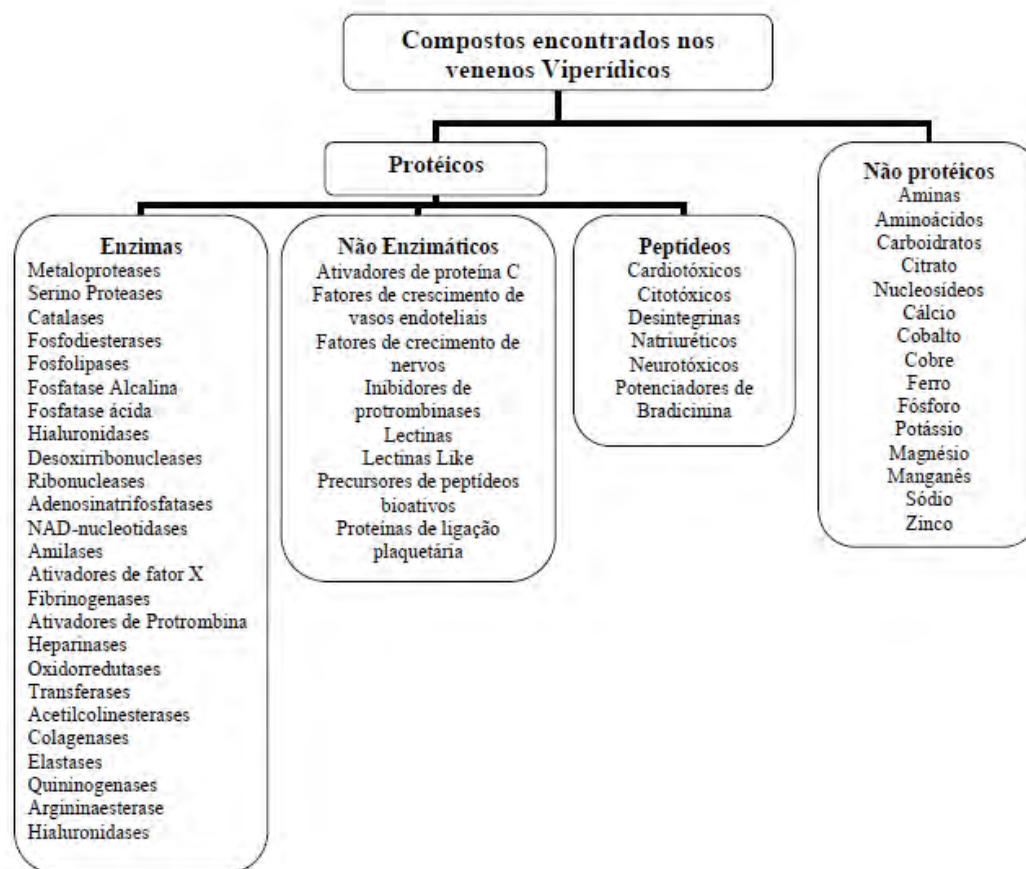 Compostos encontrados nos
venenos Viperídicos
Protéicos
Enzimas
Metaloproteases
Serino Proteases
Catalases
Fosfodiesterases
Fosfolipases
Fosfatase Alcalina
Fosfatase ácida
Hialuronidases
Desoxirribonucleases
Ribonucleases
Adenosinatrifosfatases
NAD-nucleotidases
Amilases
Ativadores de fator X
Fibrinogenases
Ativadores de Protrombina
Heparinases
Oxidorredutases
Transferases
Acetilcolinesterases
Colagenases
Elastases
Quininogenases
Argininaesterase
Hialuronidases
Não Enzimáticos
Ativadores de proteína C
Fatores de crescimento de
vasos endoteliais
Fatores de crecimento de
nervos
Inibidores de
protrombinases
Lectinas
Lectinas Like
Precursores de peptídeos
bioativos
Proteínas de ligação
plaquetária
Peptídeos
Cardiotóxicos
Citotóxicos
Desintegrinas
Natriuréticos
Neurotóxicos
Potenciadores de
Bradicinina
Não protéicos
Aminas
Aminoácidos
Carboidratos
Citrato
Nucleosídeos
Cálcio
Cobalto
Cobre
Ferro
Fósforo
Potássio
Magnésio
Manganês
Sódio
Zinco